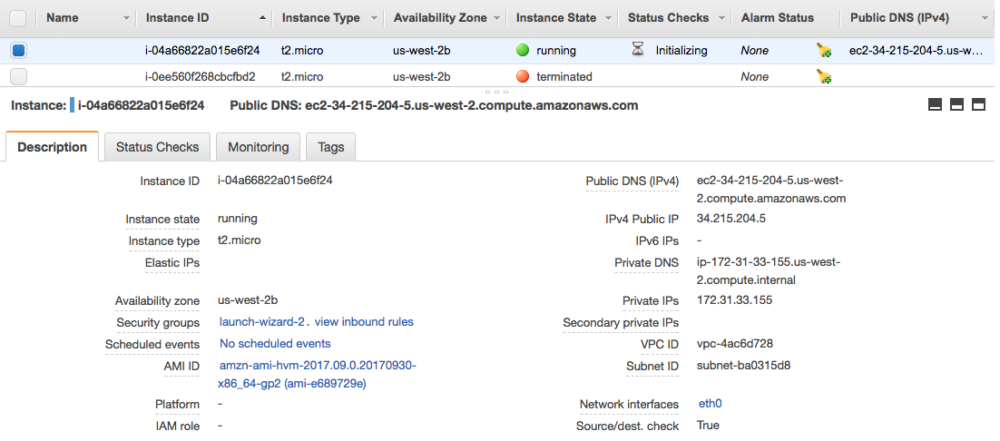 Name Instance ID Instance Type Availability Zone Instance State Status Checks Alarm Status Public DNS (IPv4)
i-04a66822a015e6f24 t2.micro us-west-2b running Initializing None ec2-34-215-204-5.us-w...
i-0ee560f268cbcfbd2 t2.micro us-west-2b terminated None
Instance: i-04a66822a015e6f24 Public DNS: ec2-34-215-204-5.us-west-2.compute.amazonaws.com
Description Status Checks Monitoring Tags
Instance ID i-04a66822a015e6f24 Public DNS (IPv4) ec2-34-215-204-5.us-west-
2.compute.amazonaws.com
Instance state running IPv4 Public IP 34.215.204.5
Instance type t2.micro IPv6 IPs -
Elastic IPs Private DNS ip-172-31-33-155.us-west-
2.compute.internal
Availability zone us-west-2b Private IPs 172.31.33.155
Security groups launch-wizard-2. view inbound rules Secondary private IPs
Scheduled events No scheduled events VPC ID vpc-4ac6d728
AMI ID amzn-ami-hvm-2017.09.0.20170930- Subnet ID subnet-ba0315d8
x86_64-gp2 (ami-e689729e)
Platform - Network interfaces eth0
IAM role - Source/dest. check True